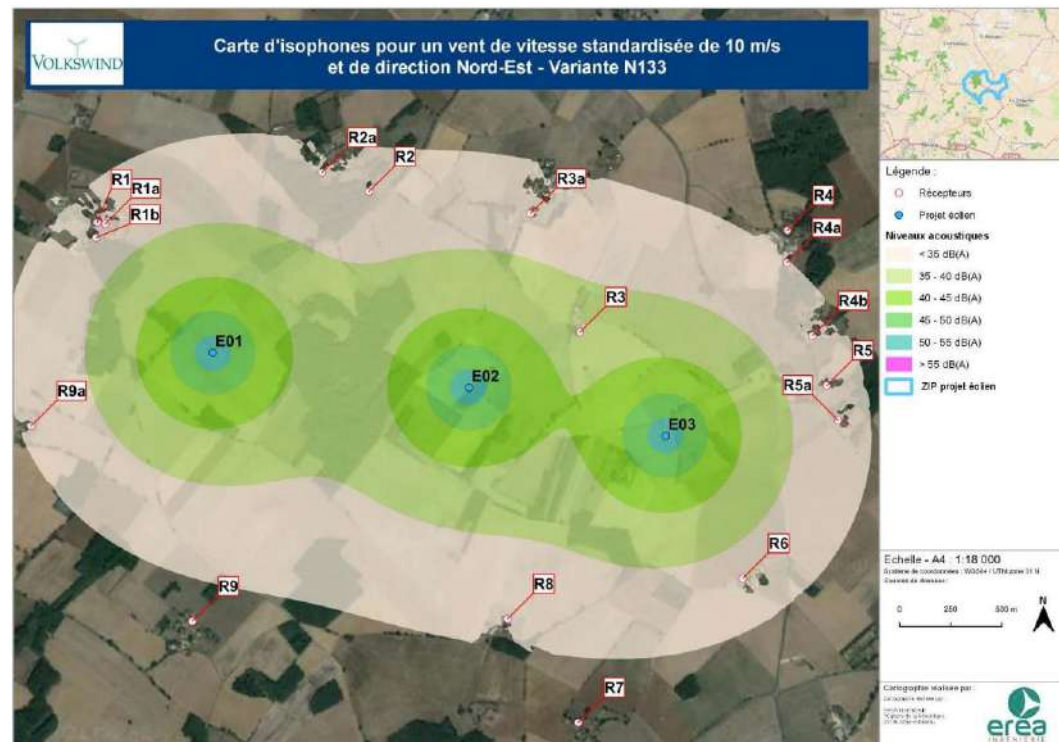 VOLKSWIND
Carte d'isophones pour un vent de vitesse standardisée de 10 m/s
et de direction Nord-Est - Variante N133
R2a
R2
R1
R1a
R1b
R3a
R4
R4a
R3
R4b
E01
E02
R5
R5a
R9a
E03
R6
R9
R8
R7
Légende :
Récepteurs
Projet éolien
Niveaux acoustiques
< 35 dB(A)
35 - 40 dB(A)
40 - 45 dB(A)
45 - 50 dB(A)
50 - 55 dB(A)
> 55 dB(A)
ZIP projet éolien
Echelle - A4 : 1:18 000
0 250 500 m
N
Cartographie réalisée par :
erea
INGENIERIE